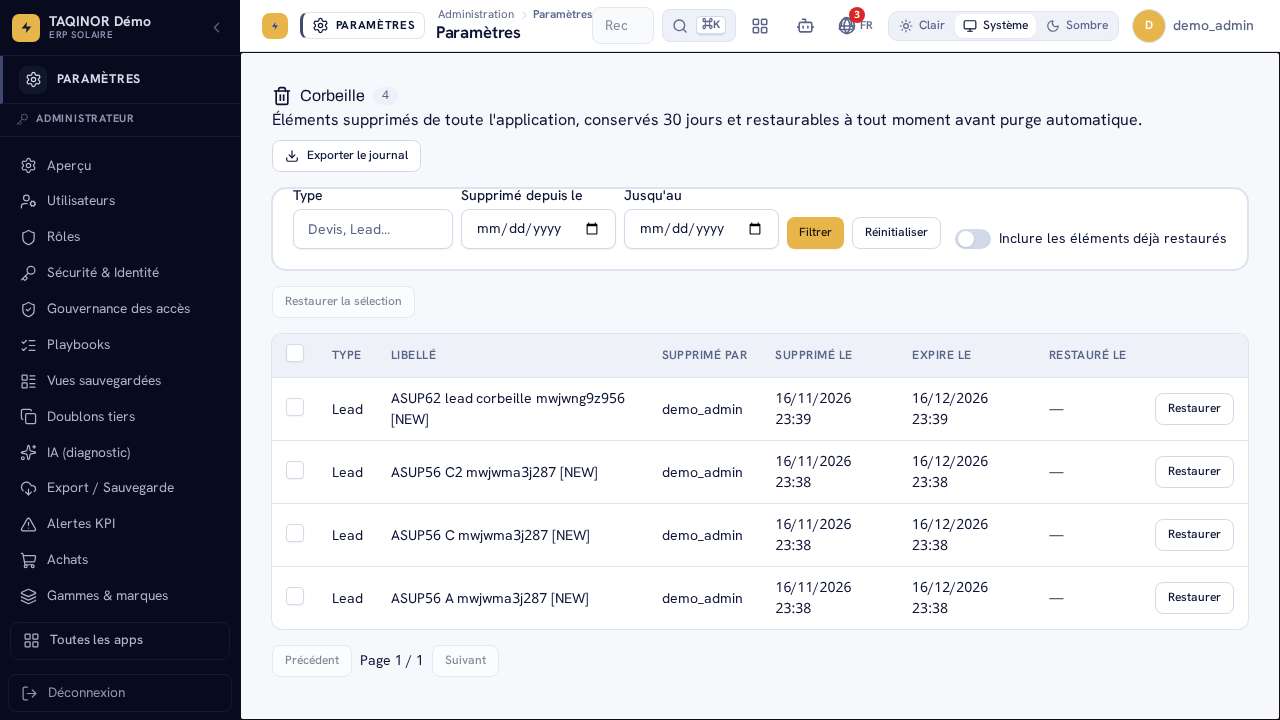 TAQINOR Démo
ERP SOLAIRE
PARAMÈTRES
ADMINISTRATEUR
Aperçu
Utilisateurs
Rôles
Sécurité & Identité
Gouvernance des accès
Playbooks
Vues sauvegardées
Doublons tiers
IA (diagnostic)
Export / Sauvegarde
Alertes KPI
Achats
Gammes & marques
Toutes les apps
Déconnexion
PARAMÈTRES
Administration Paramètres
Paramètres
Rec
⌘K
3
FR
Clair
Système
Sombre
D
demo_admin
Corbeille 4
Éléments supprimés de toute l'application, conservés 30 jours et restaurables à tout moment avant purge automatique.
Exporter le journal
Type Supprimé depuis le Jusqu'au
Devis, Lead… mm/dd/yyyy mm/dd/yyyy Filtrer Réinitialiser Inclure les éléments déjà restaurés
Restaurer la sélection
TYPE LIBELLÉ SUPPRIMÉ PAR SUPPRIMÉ LE EXPIRE LE RESTAURÉ LE
Lead ASUP62 lead corbeille mwjwng9z956 [NEW] demo_admin 16/11/2026 23:39 16/12/2026 23:39 — Restaurer
Lead ASUP56 C2 mwjwma3j287 [NEW] demo_admin 16/11/2026 23:38 16/12/2026 23:38 — Restaurer
Lead ASUP56 C mwjwma3j287 [NEW] demo_admin 16/11/2026 23:38 16/12/2026 23:38 — Restaurer
Lead ASUP56 A mwjwma3j287 [NEW] demo_admin 16/11/2026 23:38 16/12/2026 23:38 — Restaurer
Précédent Page 1 / 1 Suivant